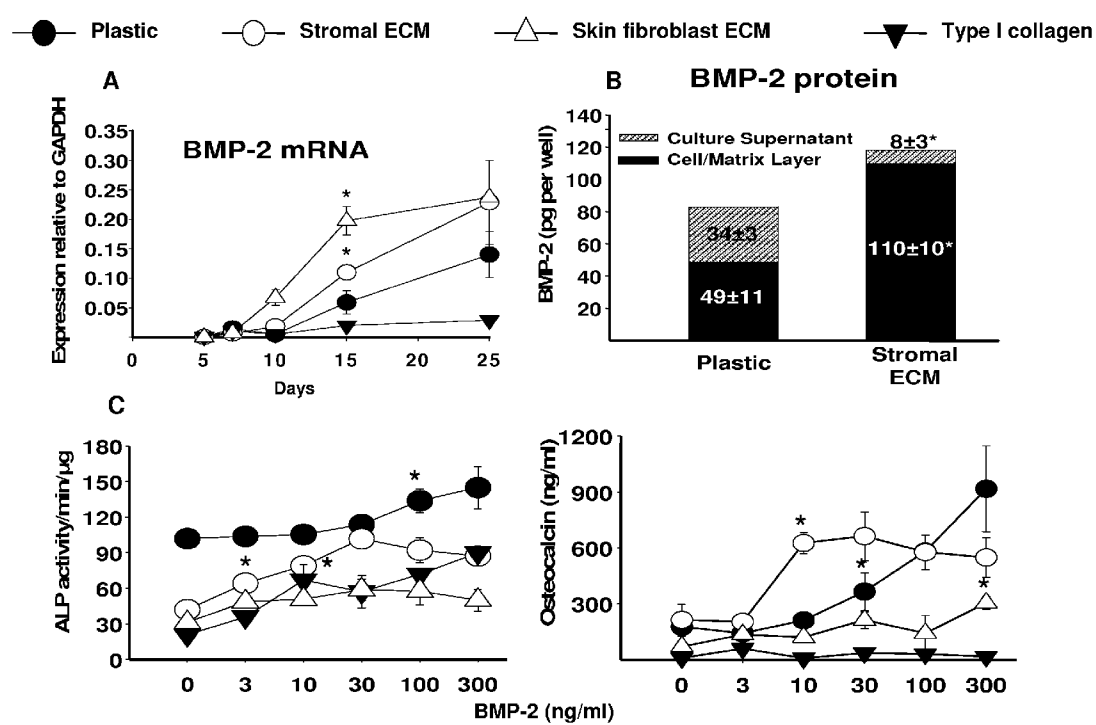 Plastic Stromal ECM Skin fibroblast ECM Type I collagen
A
BMP-2 mRNA
Expression relative to GAPDH
0.35
0.30
0.25
0.20
0.15
0.10
0.05
*
*
0 5 10 15 20 25
Days
B
BMP-2 protein
BMP-2 (pg per well)
140
120
100
80
60
40
20
Culture Supernatant
Cell/Matrix Layer
34±3
49±11
8±3*
110±10*
Plastic
Stromal
ECM
C
ALP activity/min/μg
180
150
120
90
60
30
0
*
*
*
0 3 10 30 100 300
Osteocalcin (ng/ml)
1200
900
600
300
*
*
*
0 3 10 30 100 300
BMP-2 (ng/ml)